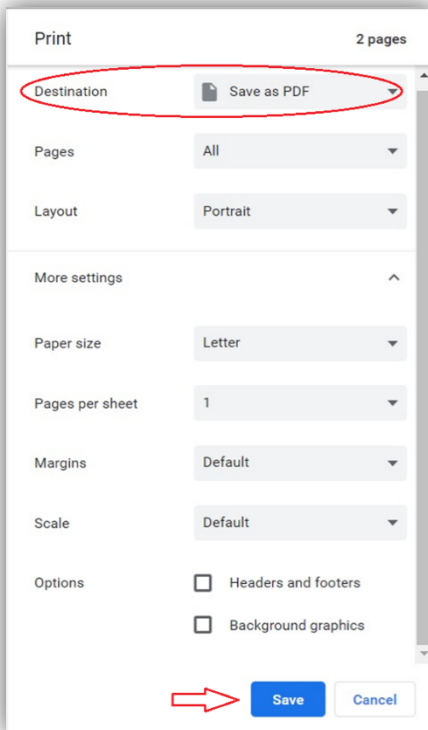 Print 2 pages
Destination Save as PDF
Pages All
Layout Portrait
More settings
Paper size Letter
Pages per sheet 1
Margins Default
Scale Default
Options Headers and footers
Background graphics
Save Cancel